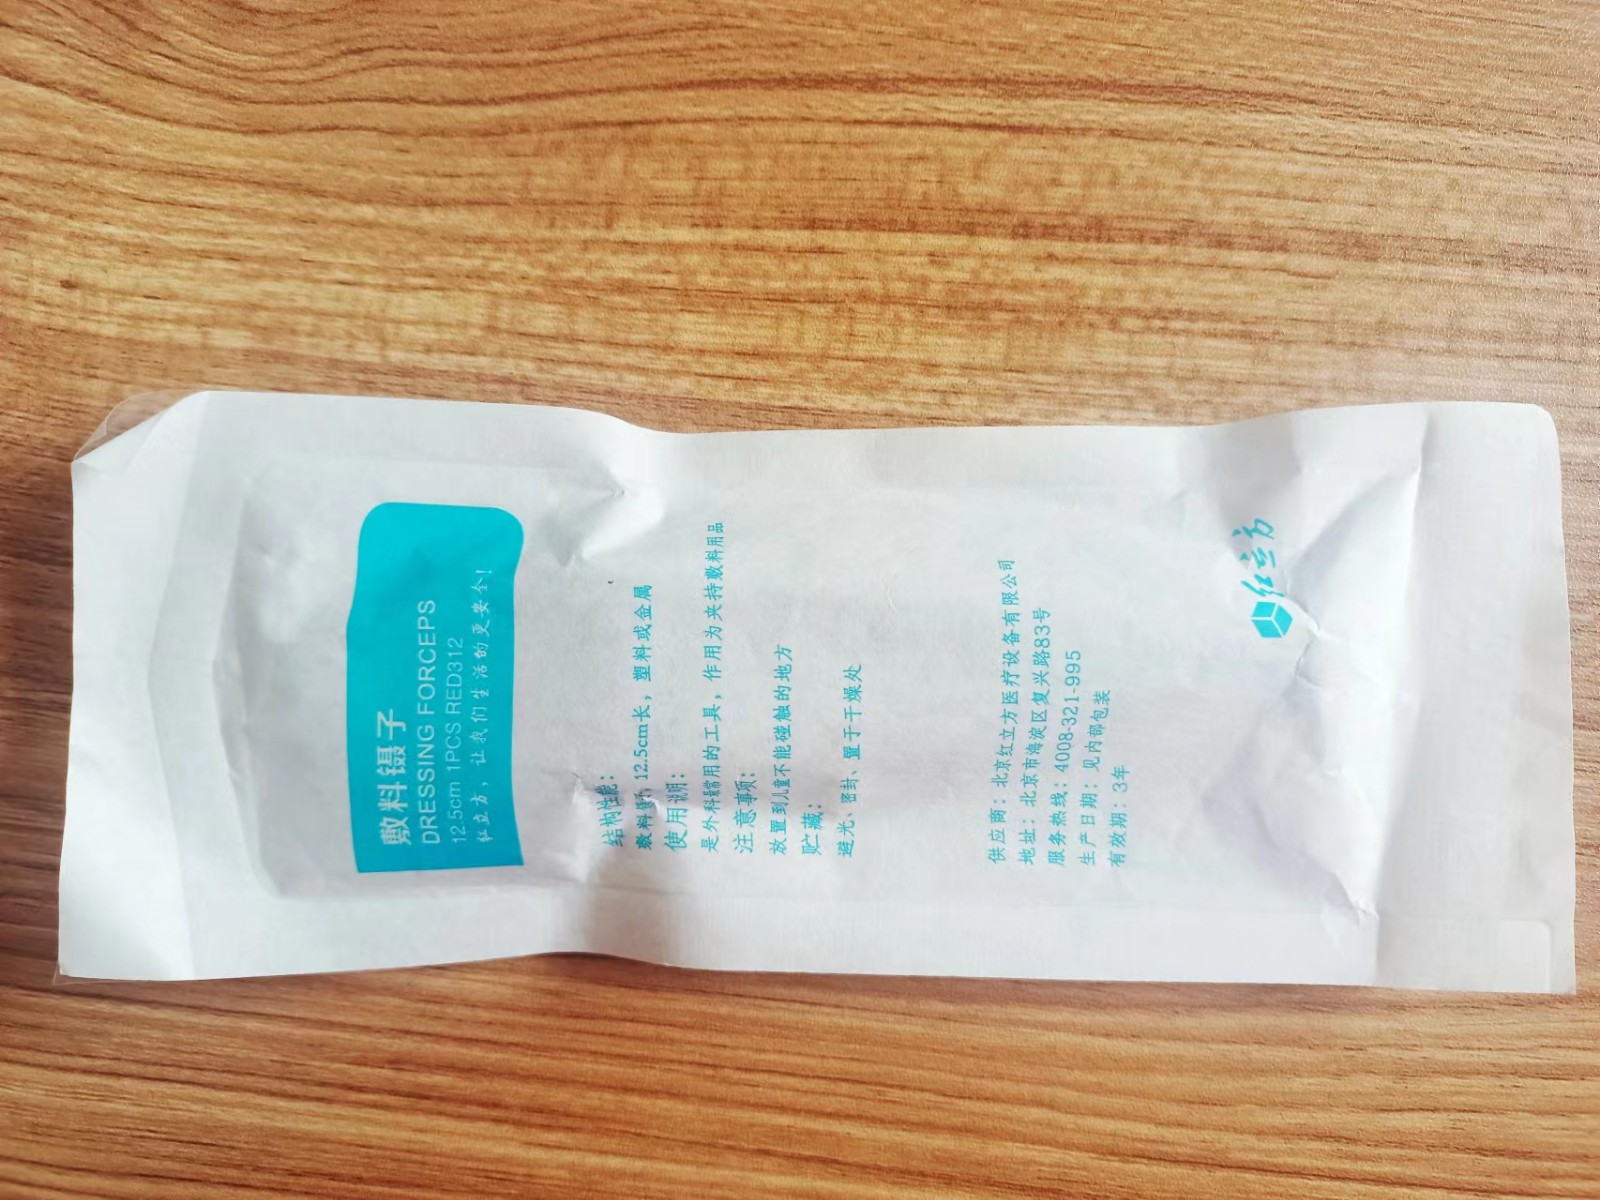 敷料镊子
DRESSING FORCEPS
12.5cm 1PCS RED312
红立方，让我们生活的更安全！
结构性能：
敷料镊子 12.5cm长，塑料或金属
使用说明：
是外科最常用的工具，作用为夹持敷料用品
注意事项：
放置到儿童不能碰触的地方
贮藏：
避光、密封、置于干燥处
供应商：北京红立方医疗设备有限公司
地址：北京市海淀区复兴路83号
服务热线：4008-321-995
生产日期：见内部包装
有效期：3年
红立方